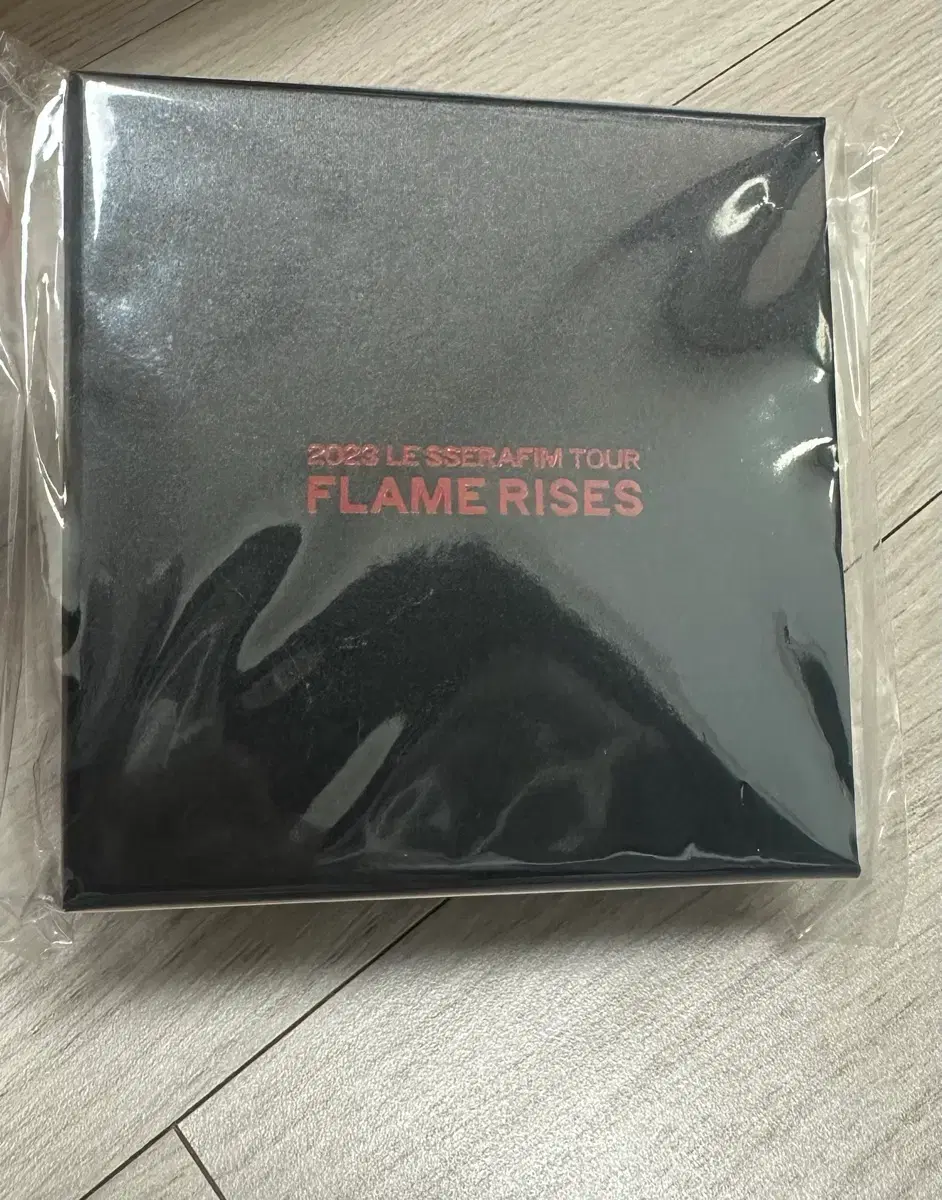 2023 LE SSERAFIM TOUR
FLAME RISES